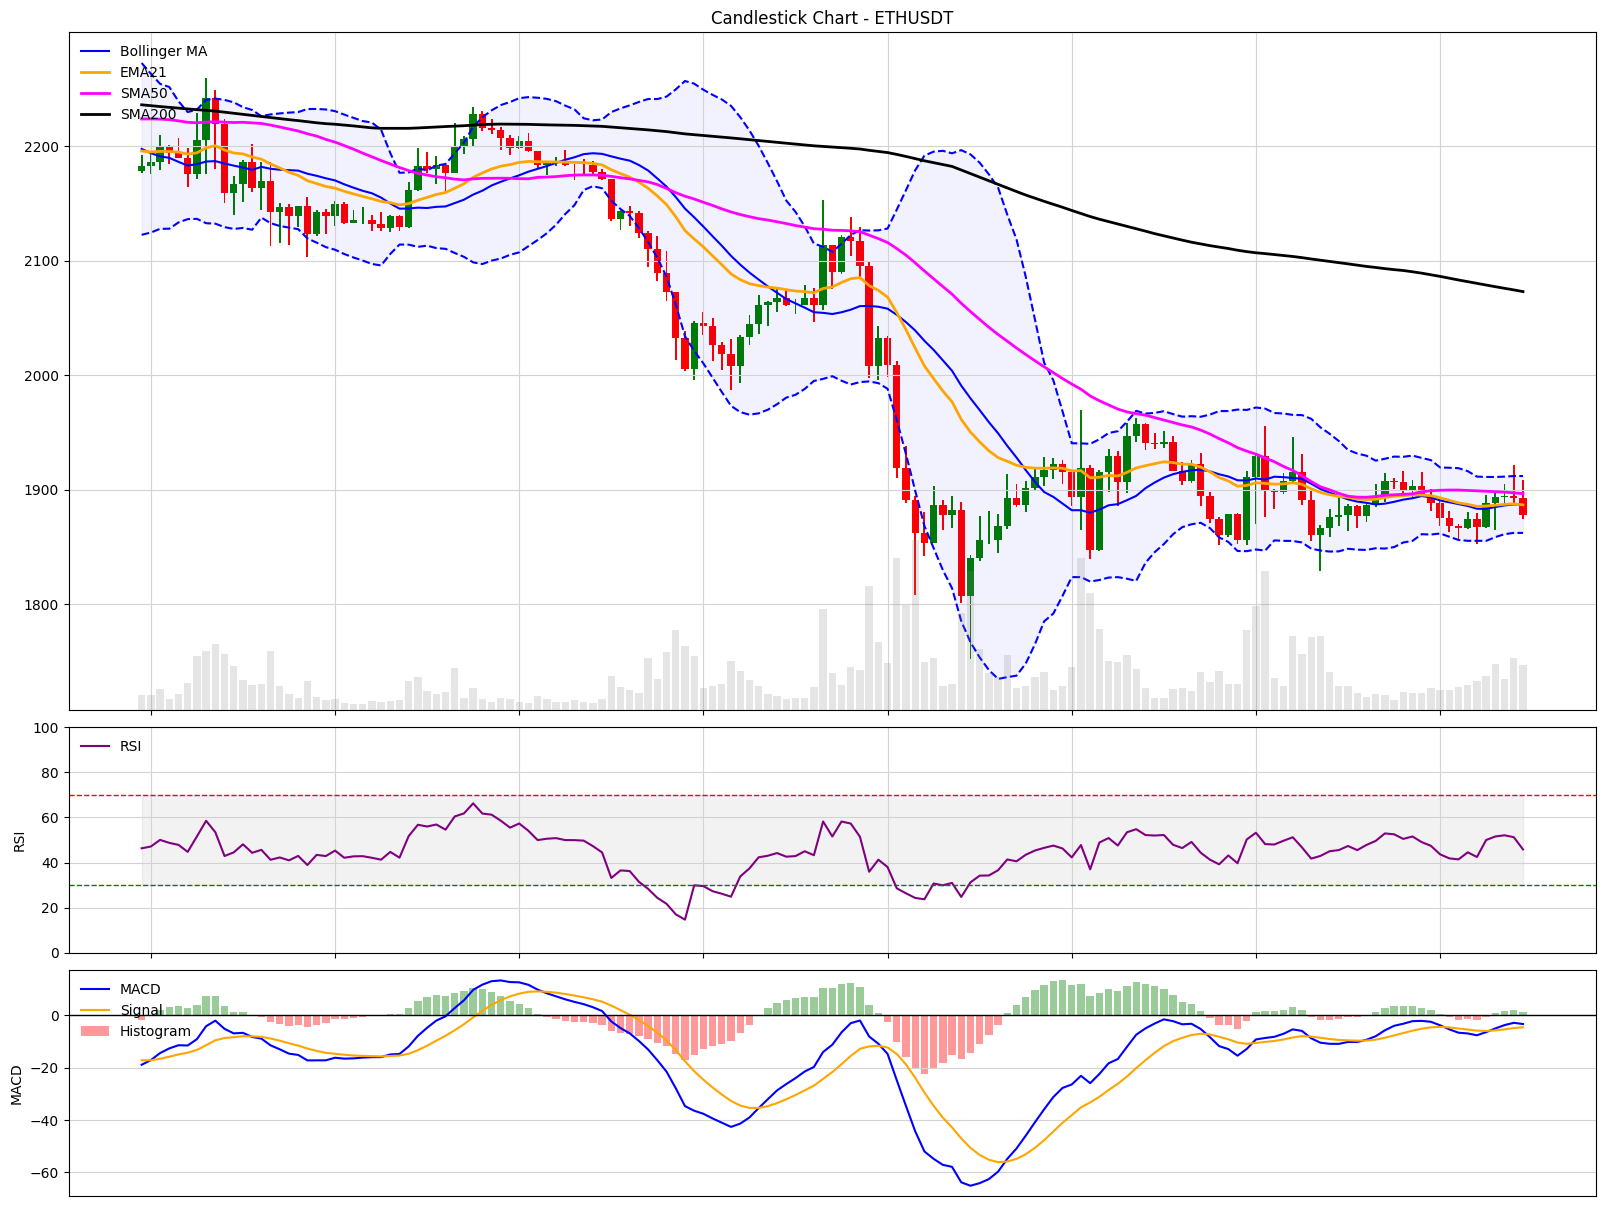 Candlestick Chart - ETHUSDT
Bollinger MA
EMA21
SMA50
SMA200
2200
2100
2000
1900
1800
RSI
100
80
60
40
20
0
RSI
MACD
Signal
Histogram
0
−20
−40
−60
MACD